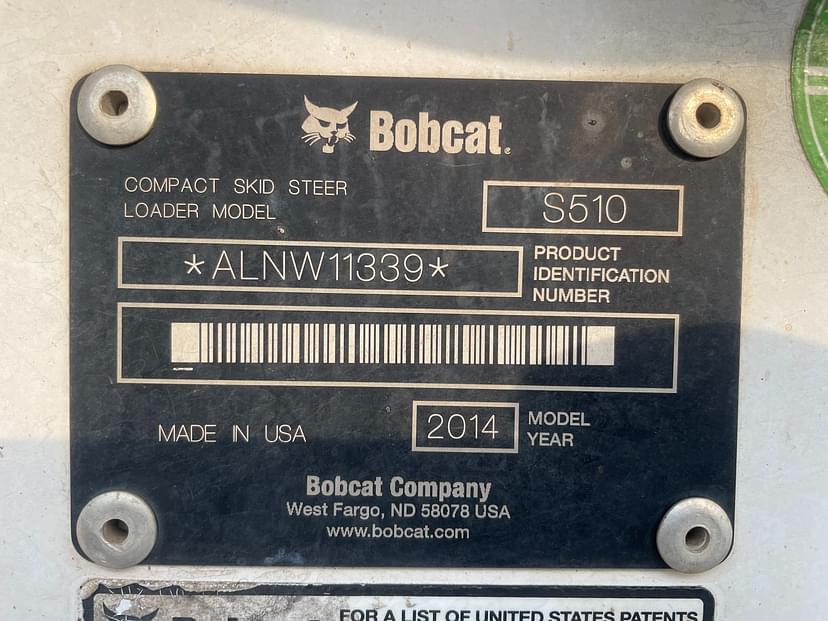 Bobcat.
COMPACT SKID STEER
LOADER MODEL
S510
*ALNW11339*
PRODUCT
IDENTIFICATION
NUMBER
MADE IN USA
2014
MODEL
YEAR
Bobcat Company
West Fargo, ND 58078 USA
www.bobcat.com
FOR A LIST OF UNITED STATES PATENTS